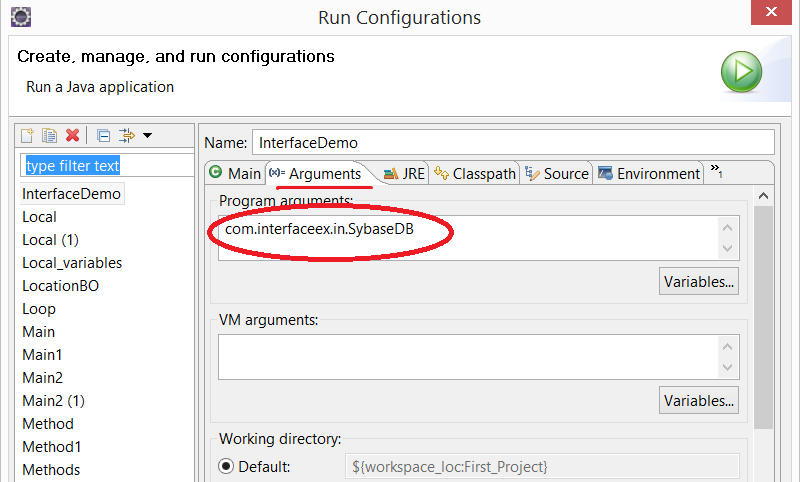 Run Configurations
Create, manage, and run configurations
Run a Java application
type filter text
InterfaceDemo
Local
Local (1)
Local_variables
LocationBO
Loop
Main
Main1
Main2
Main2 (1)
Method
Method1
Methods
Name: InterfaceDemo
Main (x)= Arguments JRE Classpath Source Environment »1
Program arguments:
com.interfaceex.in.SybaseDB
Variables...
VM arguments:
Variables...
Working directory:
Default: ${workspace_loc:First_Project}